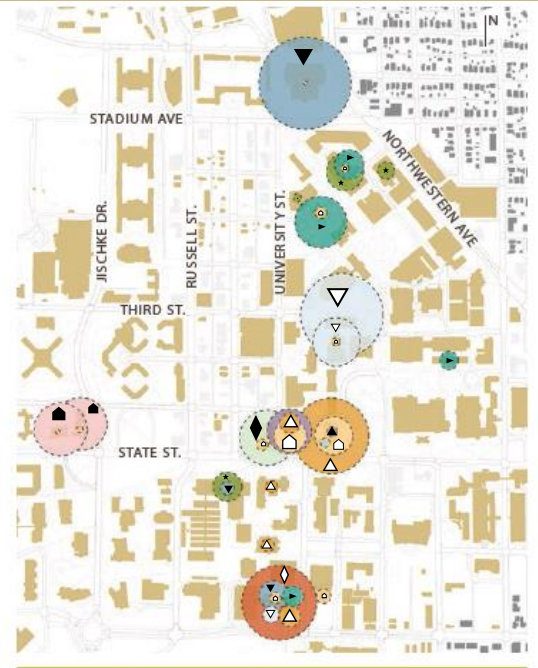 N
STADIUM AVE
NORTHWESTERN AVE
JISCHKE DR.
RUSSELL ST.
UNIVERSITY ST.
THIRD ST.
STATE ST.